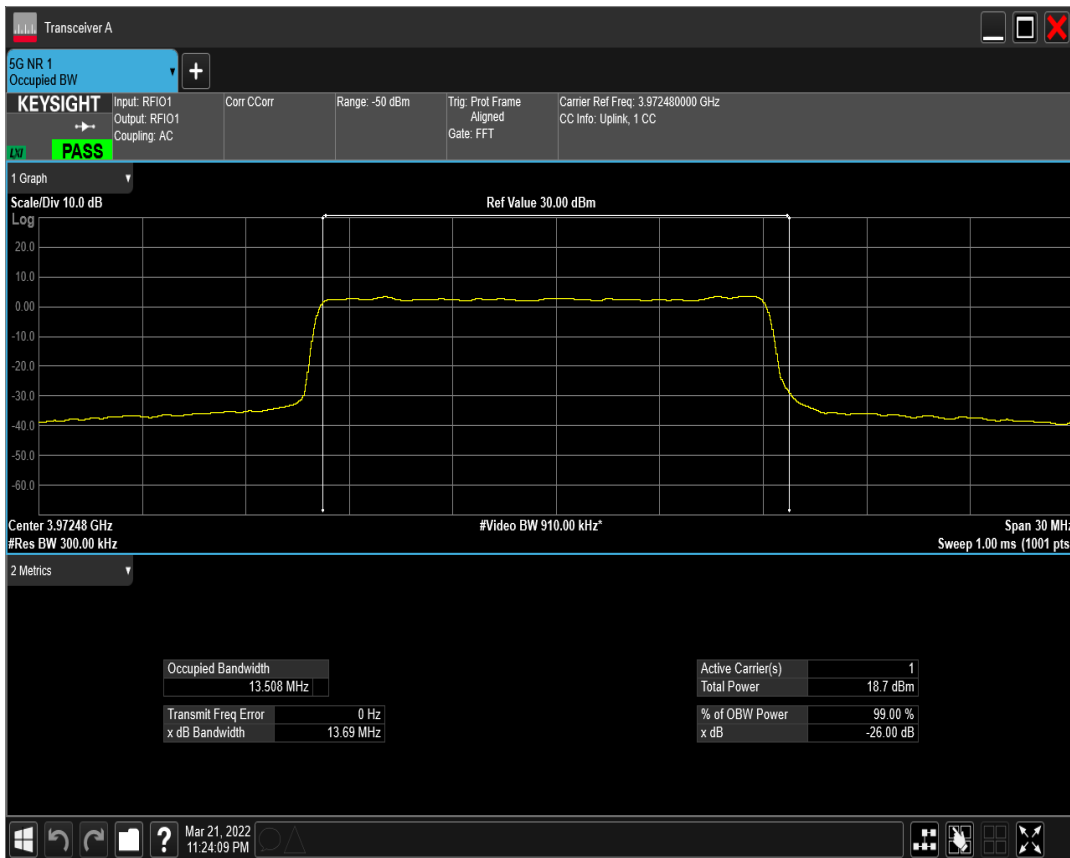 Transceiver A
5G NR 1
Occupied BW
KEYSIGHT
LXI
PASS
Input: RFIO1
Output: RFIO1
Coupling: AC
Corr CCorr
Range: -50 dBm
Trig: Prot Frame
Aligned
Gate: FFT
Carrier Ref Freq: 3.972480000 GHz
CC Info: Uplink, 1 CC
1 Graph
Scale/Div 10.0 dB
Ref Value 30.00 dBm
Log
20.0
10.0
0.00
-10.0
-20.0
-30.0
-40.0
-50.0
-60.0
Center 3.97248 GHz
#Video BW 910.00 kHz*
Span 30 MHz
#Res BW 300.00 kHz
Sweep 1.00 ms (1001 pts
2 Metrics
Occupied Bandwidth
13.508 MHz
Transmit Freq Error 0 Hz
x dB Bandwidth 13.69 MHz
Active Carrier(s) 1
Total Power 18.7 dBm
% of OBW Power 99.00 %
x dB -26.00 dB
?
Mar 21, 2022
11:24:09 PM